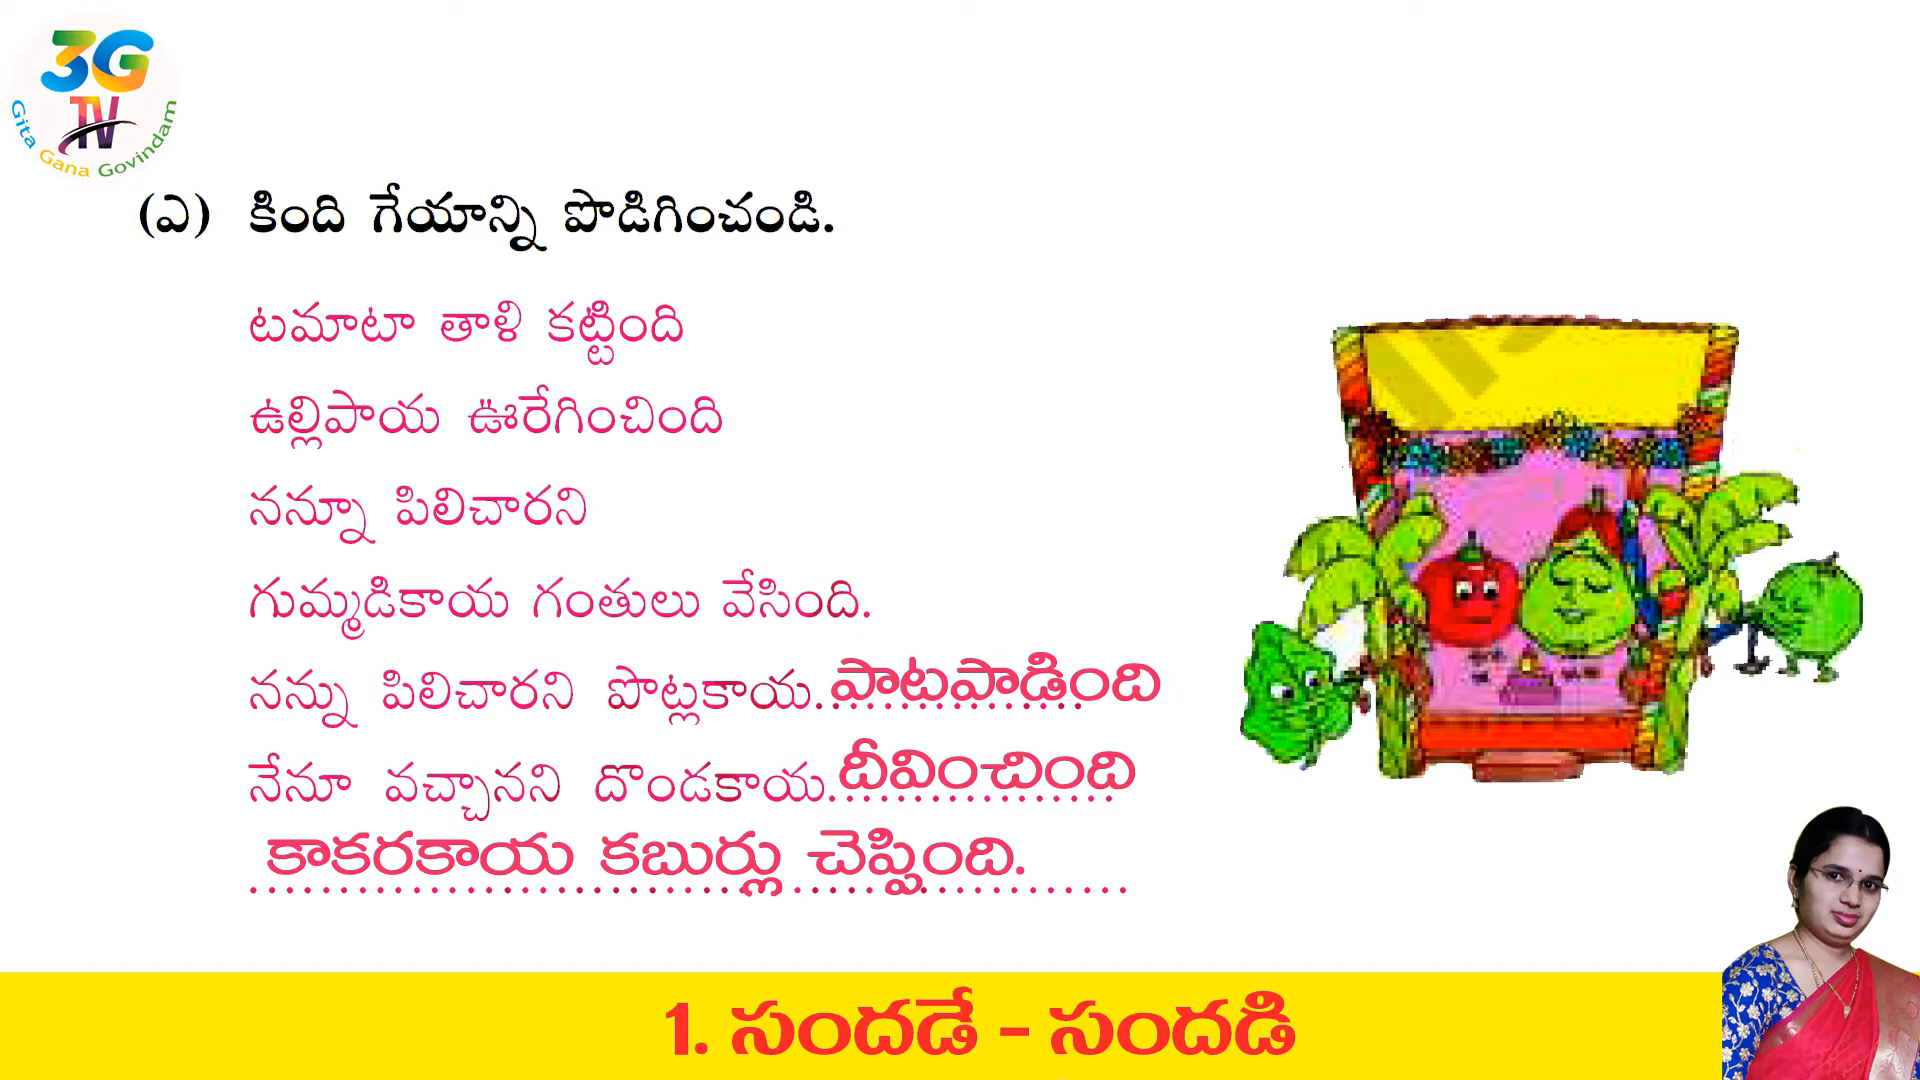 3G
TV
Gita Gana Govindam
(ఎ) కింది గేయాన్ని పొడిగించండి.
టమాటా తాళి కట్టింది
ఉల్లిపాయ ఊరేగించింది
నన్నూ పిలిచారని
గుమ్మడికాయ గంతులు వేసింది.
నన్ను పిలిచారని పొట్లకాయ..పాటపాడింది
నేనూ వచ్చానని దొండకాయ..దీవించింది
కాకరకాయ కబుర్లు చెప్పింది.
1. సందడే - సందడి